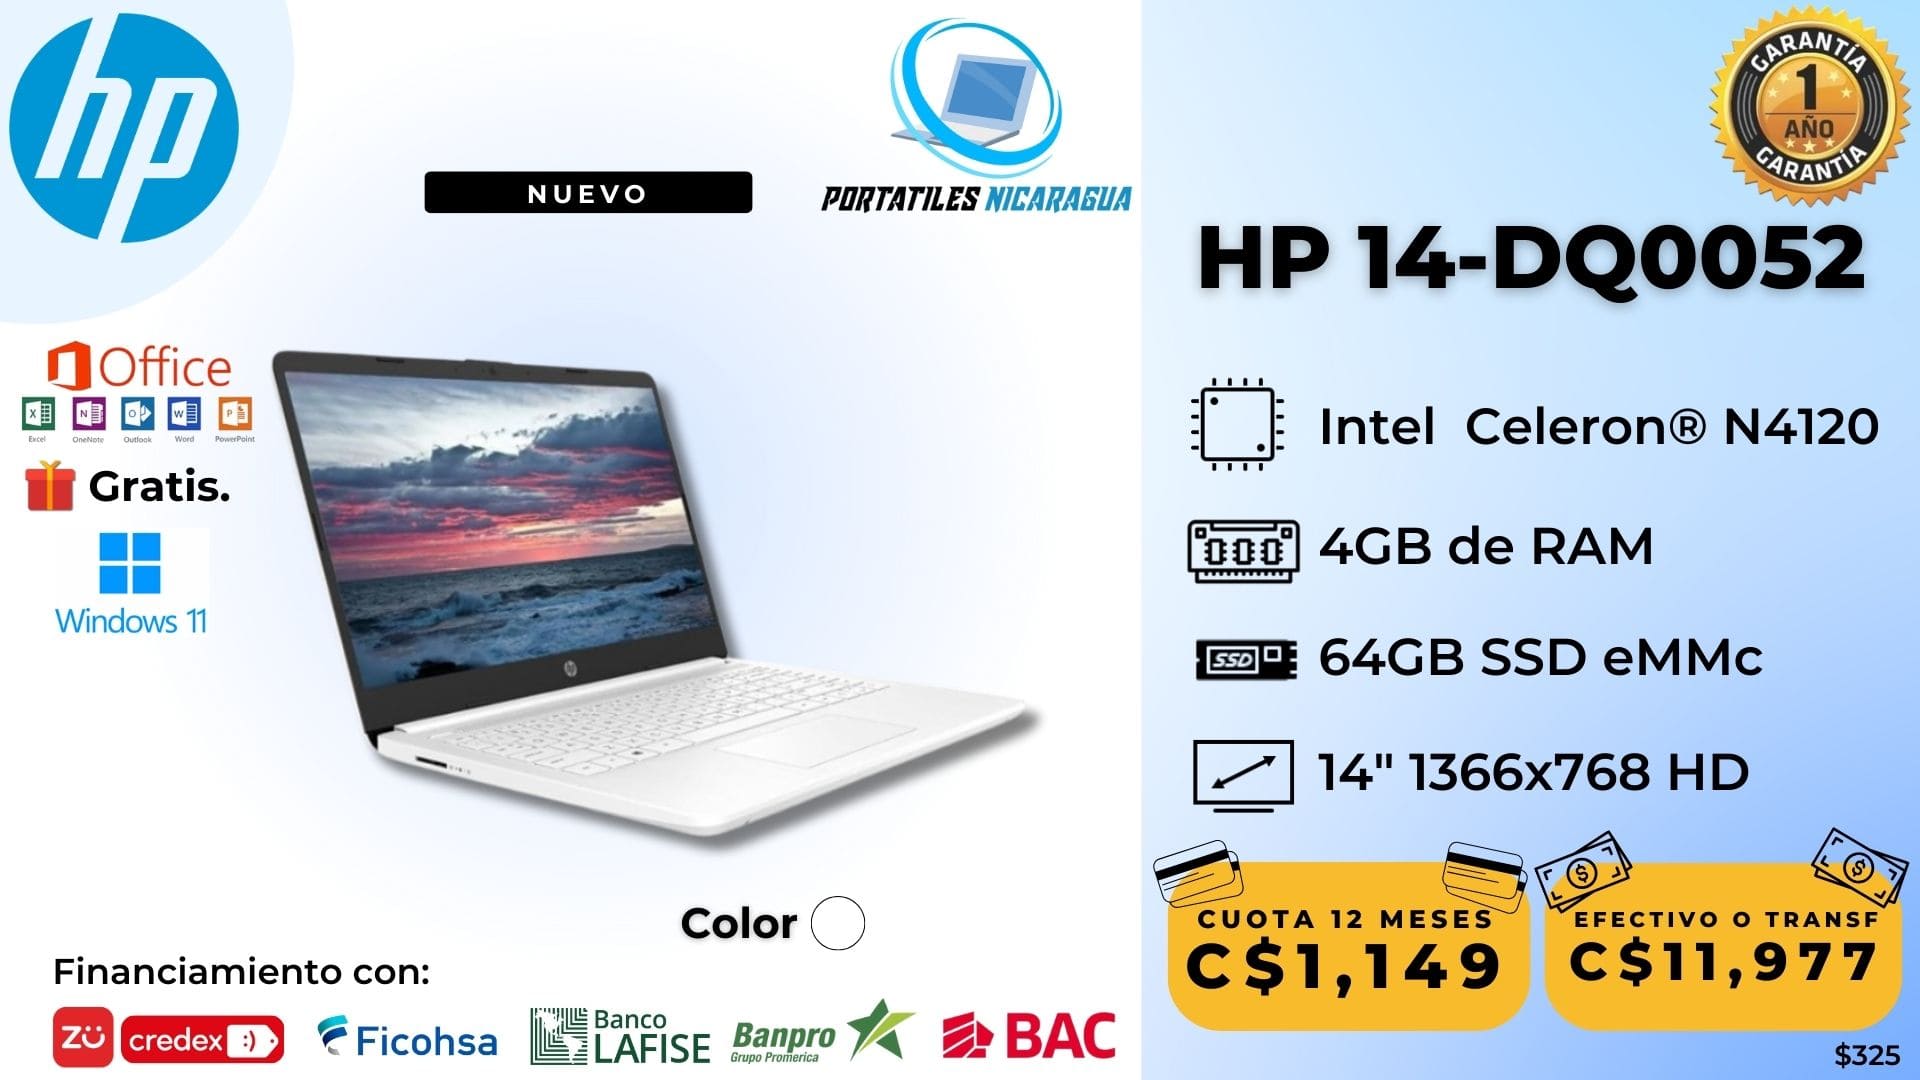 hp
NUEVO
PORTATILES NICARAGUA
GARANTÍA
1
AÑO
GARANTÍA
HP 14-DQ0052
Office
Excel OneNote Outlook Word PowerPoint
Gratis.
Windows 11
Intel Celeron® N4120
4GB de RAM
SSD
64GB SSD eMMc
14" 1366x768 HD
Color
Financiamiento con:
ZU
credex :)
Ficohsa
Banco
LAFISE
Banpro
Grupo Promerica
BAC
CUOTA 12 MESES
C$1,149
EFECTIVO O TRANSF
C$11,977
$325